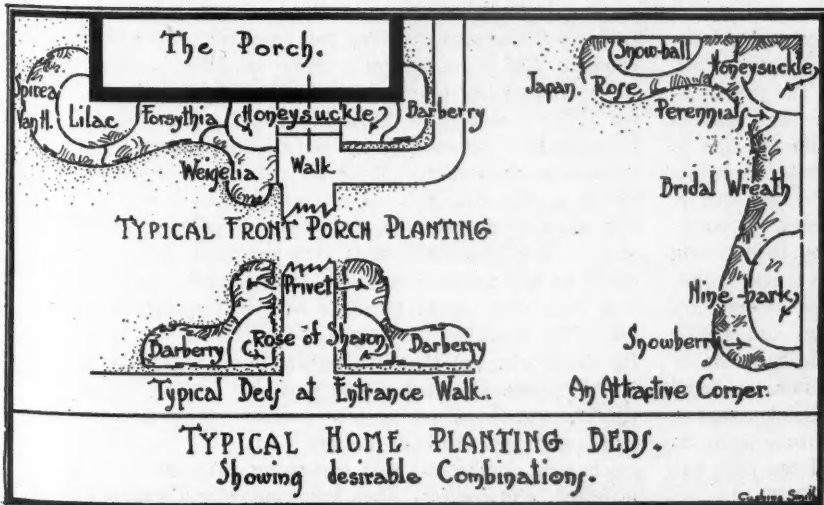 The Porch.
Spirea
Van H.
Lilac
Forsythia
Honeysuckle
Barberry
Weigelia
Walk
TYPICAL FRONT PORCH PLANTING
Privet
Barberry
Rose of Sharon
Barberry
Typical Beds at Entrance Walk.
Snow-ball
Honeysuckle
Japan. Rose
Perennials
Bridal Wreath
Nine-bark
Snowberry
An Attractive Corner.
TYPICAL HOME PLANTING BEDS.
Showing desirable Combinations.
Cushing Smith